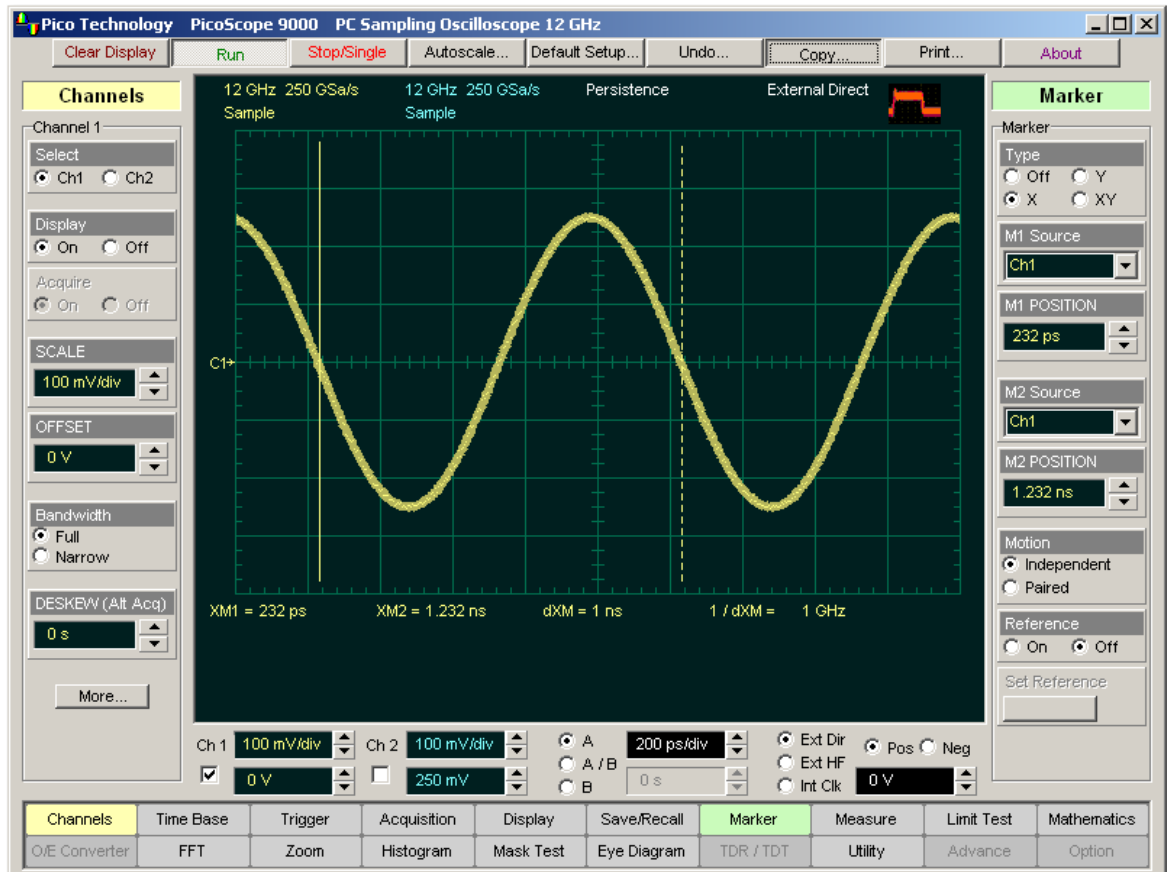 Pico Technology PicoScope 9000 PC Sampling Oscilloscope 12 GHz
Clear Display Run Stop/Single Autoscale... Default Setup... Undo... Copy... Print... About
Channels
Channel 1
Select
Ch1 Ch2
Display
On Off
Acquire
On Off
SCALE
100 mV/div
OFFSET
0 V
Bandwidth
Full
Narrow
DESKEW (Alt Acq)
0 s
More...
12 GHz 250 GSa/s 12 GHz 250 GSa/s Persistence External Direct
Sample Sample
C1
XM1 = 232 ps XM2 = 1.232 ns dXM = 1 ns 1 / dXM = 1 GHz
Marker
Marker
Type
Off Y
X XY
M1 Source
Ch1
M1 POSITION
232 ps
M2 Source
Ch1
M2 POSITION
1.232 ns
Motion
Independent
Paired
Reference
On Off
Set Reference
Ch 1 100 mV/div Ch 2 100 mV/div A 200 ps/div Ext Dir Pos Neg
A / B Ext HF
0 V 250 mV B 0 s Int Clk 0 V
Channels Time Base Trigger Acquisition Display Save/Recall Marker Measure Limit Test Mathematics
O/E Converter FFT Zoom Histogram Mask Test Eye Diagram TDR / TDT Utility Advance Option